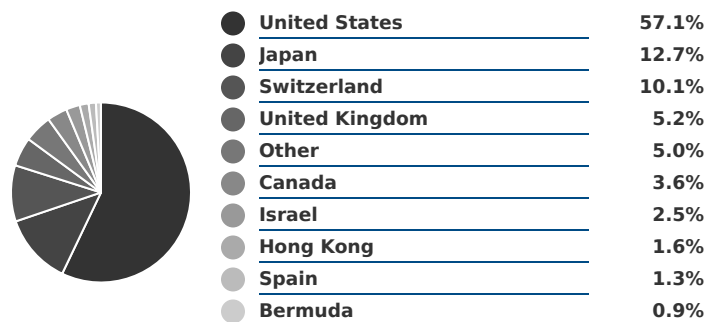 United States 57.1%
Japan 12.7%
Switzerland 10.1%
United Kingdom 5.2%
Other 5.0%
Canada 3.6%
Israel 2.5%
Hong Kong 1.6%
Spain 1.3%
Bermuda 0.9%